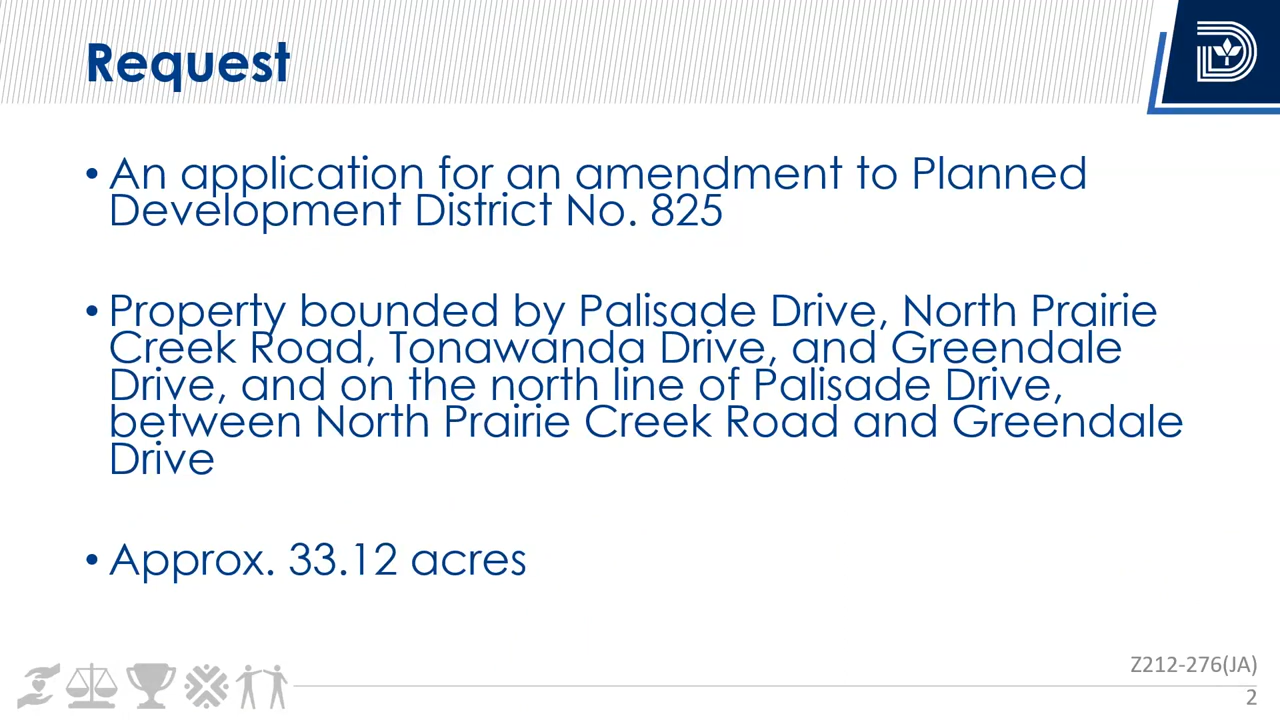 Request
• An application for an amendment to Planned
Development District No. 825
• Property bounded by Palisade Drive, North Prairie
Creek Road, Tonawanda Drive, and Greendale
Drive, and on the north line of Palisade Drive,
between North Prairie Creek Road and Greendale
Drive
• Approx. 33.12 acres
Z212-276(JA)
2